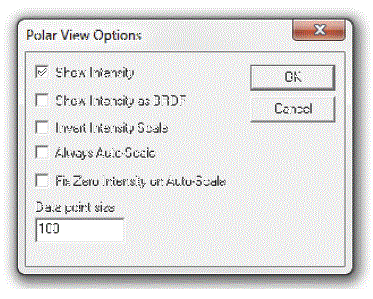 Polar View Options
Show Intensity
OK
Show Intensity as BRDF
Cancel
Invert Intensity Scale
Always Auto-Scale
Fix Zero Intensity on Auto-Scale
Data point size
100